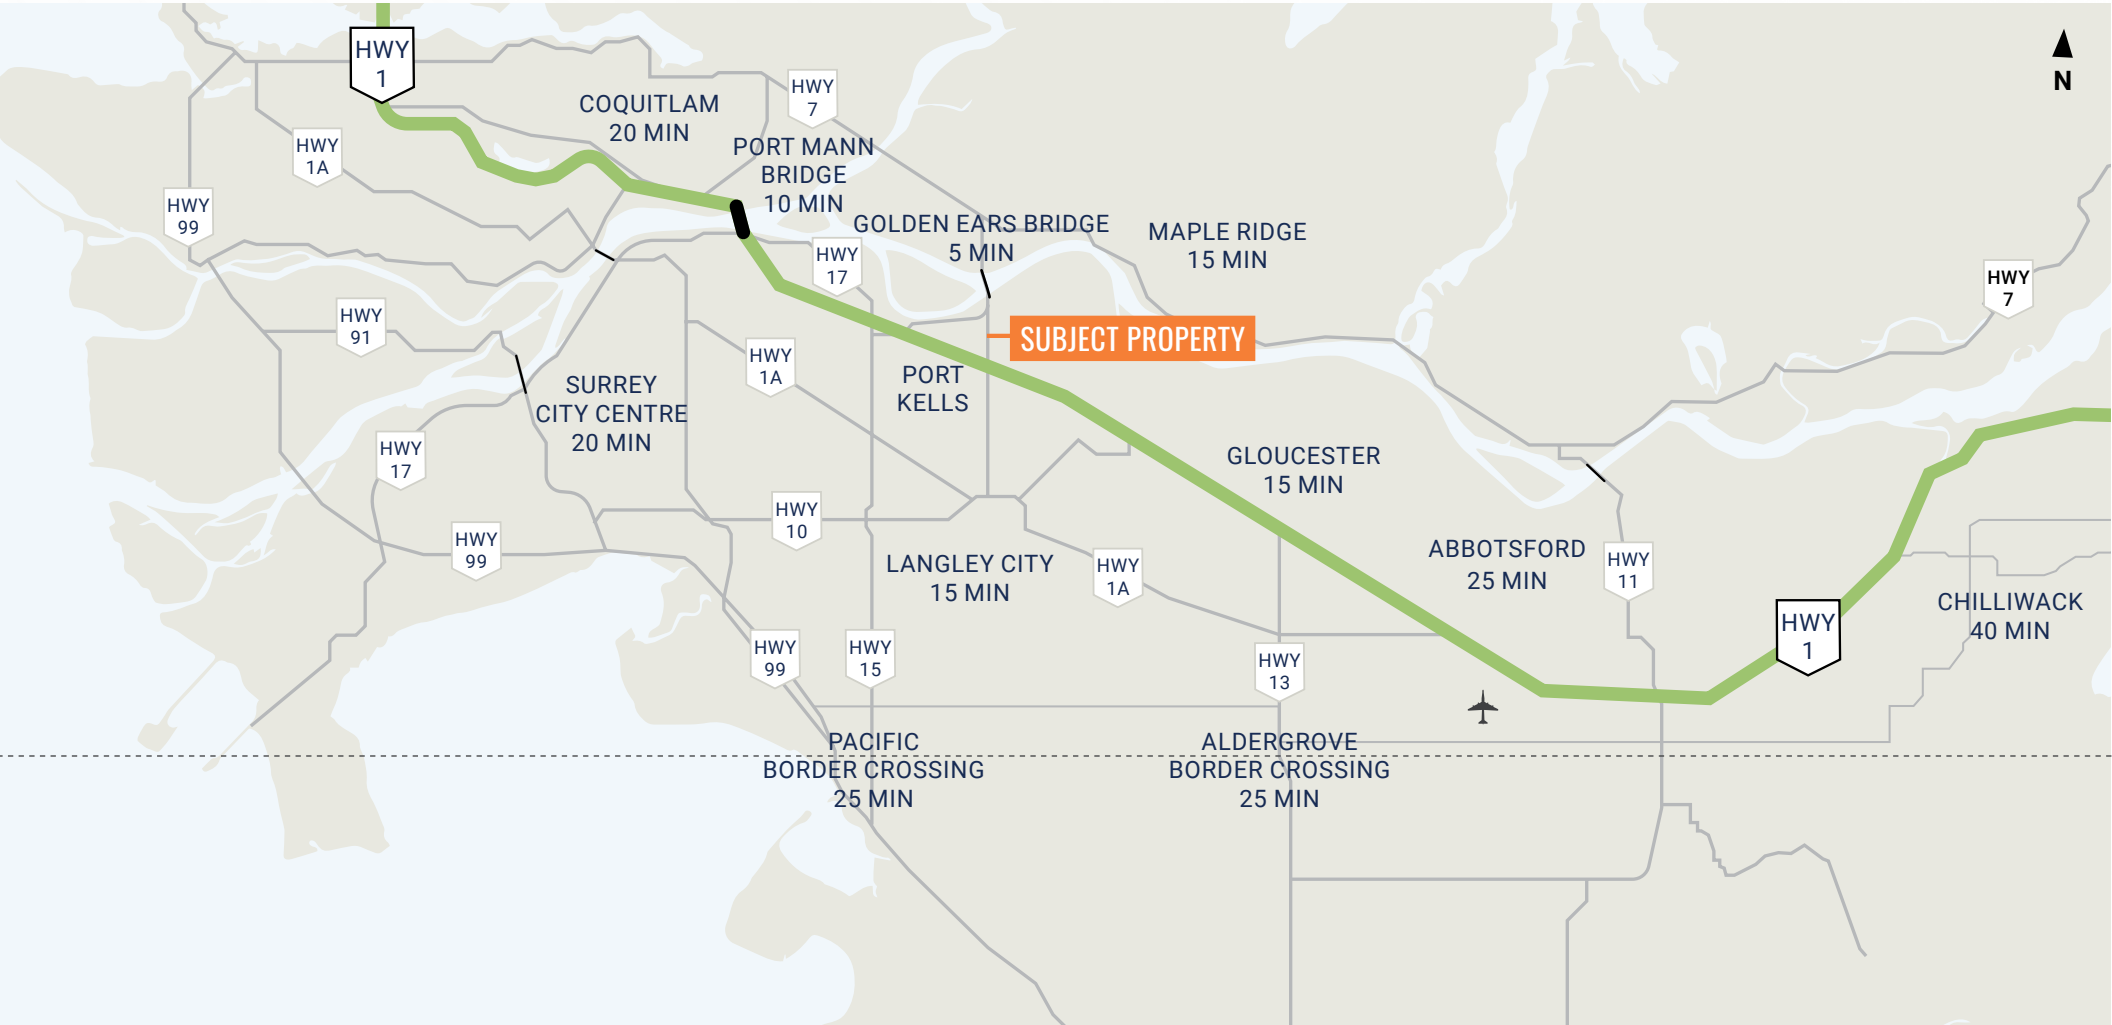 HWY
1
N
HWY
7
COQUITLAM
20 MIN
HWY
1A
PORT MANN
BRIDGE
10 MIN
HWY
99
GOLDEN EARS BRIDGE
5 MIN
MAPLE RIDGE
15 MIN
HWY
17
HWY
7
HWY
91
SUBJECT PROPERTY
HWY
1A
PORT
KELLS
SURREY
CITY CENTRE
20 MIN
HWY
17
GLOUCESTER
15 MIN
HWY
10
HWY
99
LANGLEY CITY
15 MIN
HWY
1A
ABBOTSFORD
25 MIN
HWY
11
CHILLIWACK
40 MIN
HWY
1
HWY
99
HWY
15
HWY
13
PACIFIC
BORDER CROSSING
25 MIN
ALDERGROVE
BORDER CROSSING
25 MIN